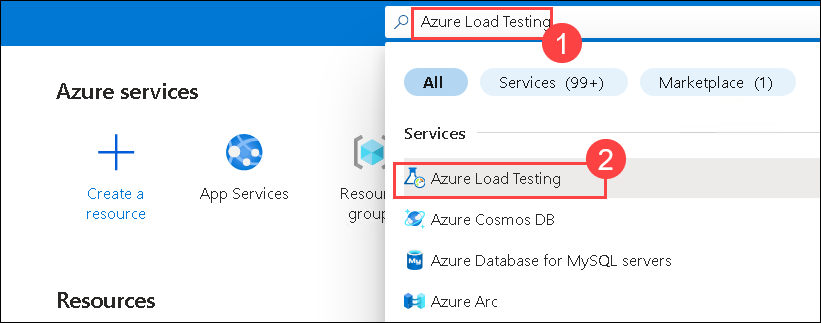 Azure Load Testing
1
All
Services (99+)
Marketplace (1)
Azure services
Services
Create a
resource
App Services
Resour
group
2
Azure Load Testing
Azure Cosmos DB
Azure Database for MySQL servers
Azure Arc
Resources